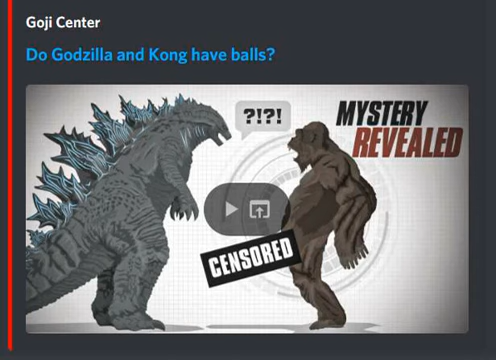 Goji Center
Do Godzilla and Kong have balls?
?!?!
MYSTERY
REVEALED
CENSORED